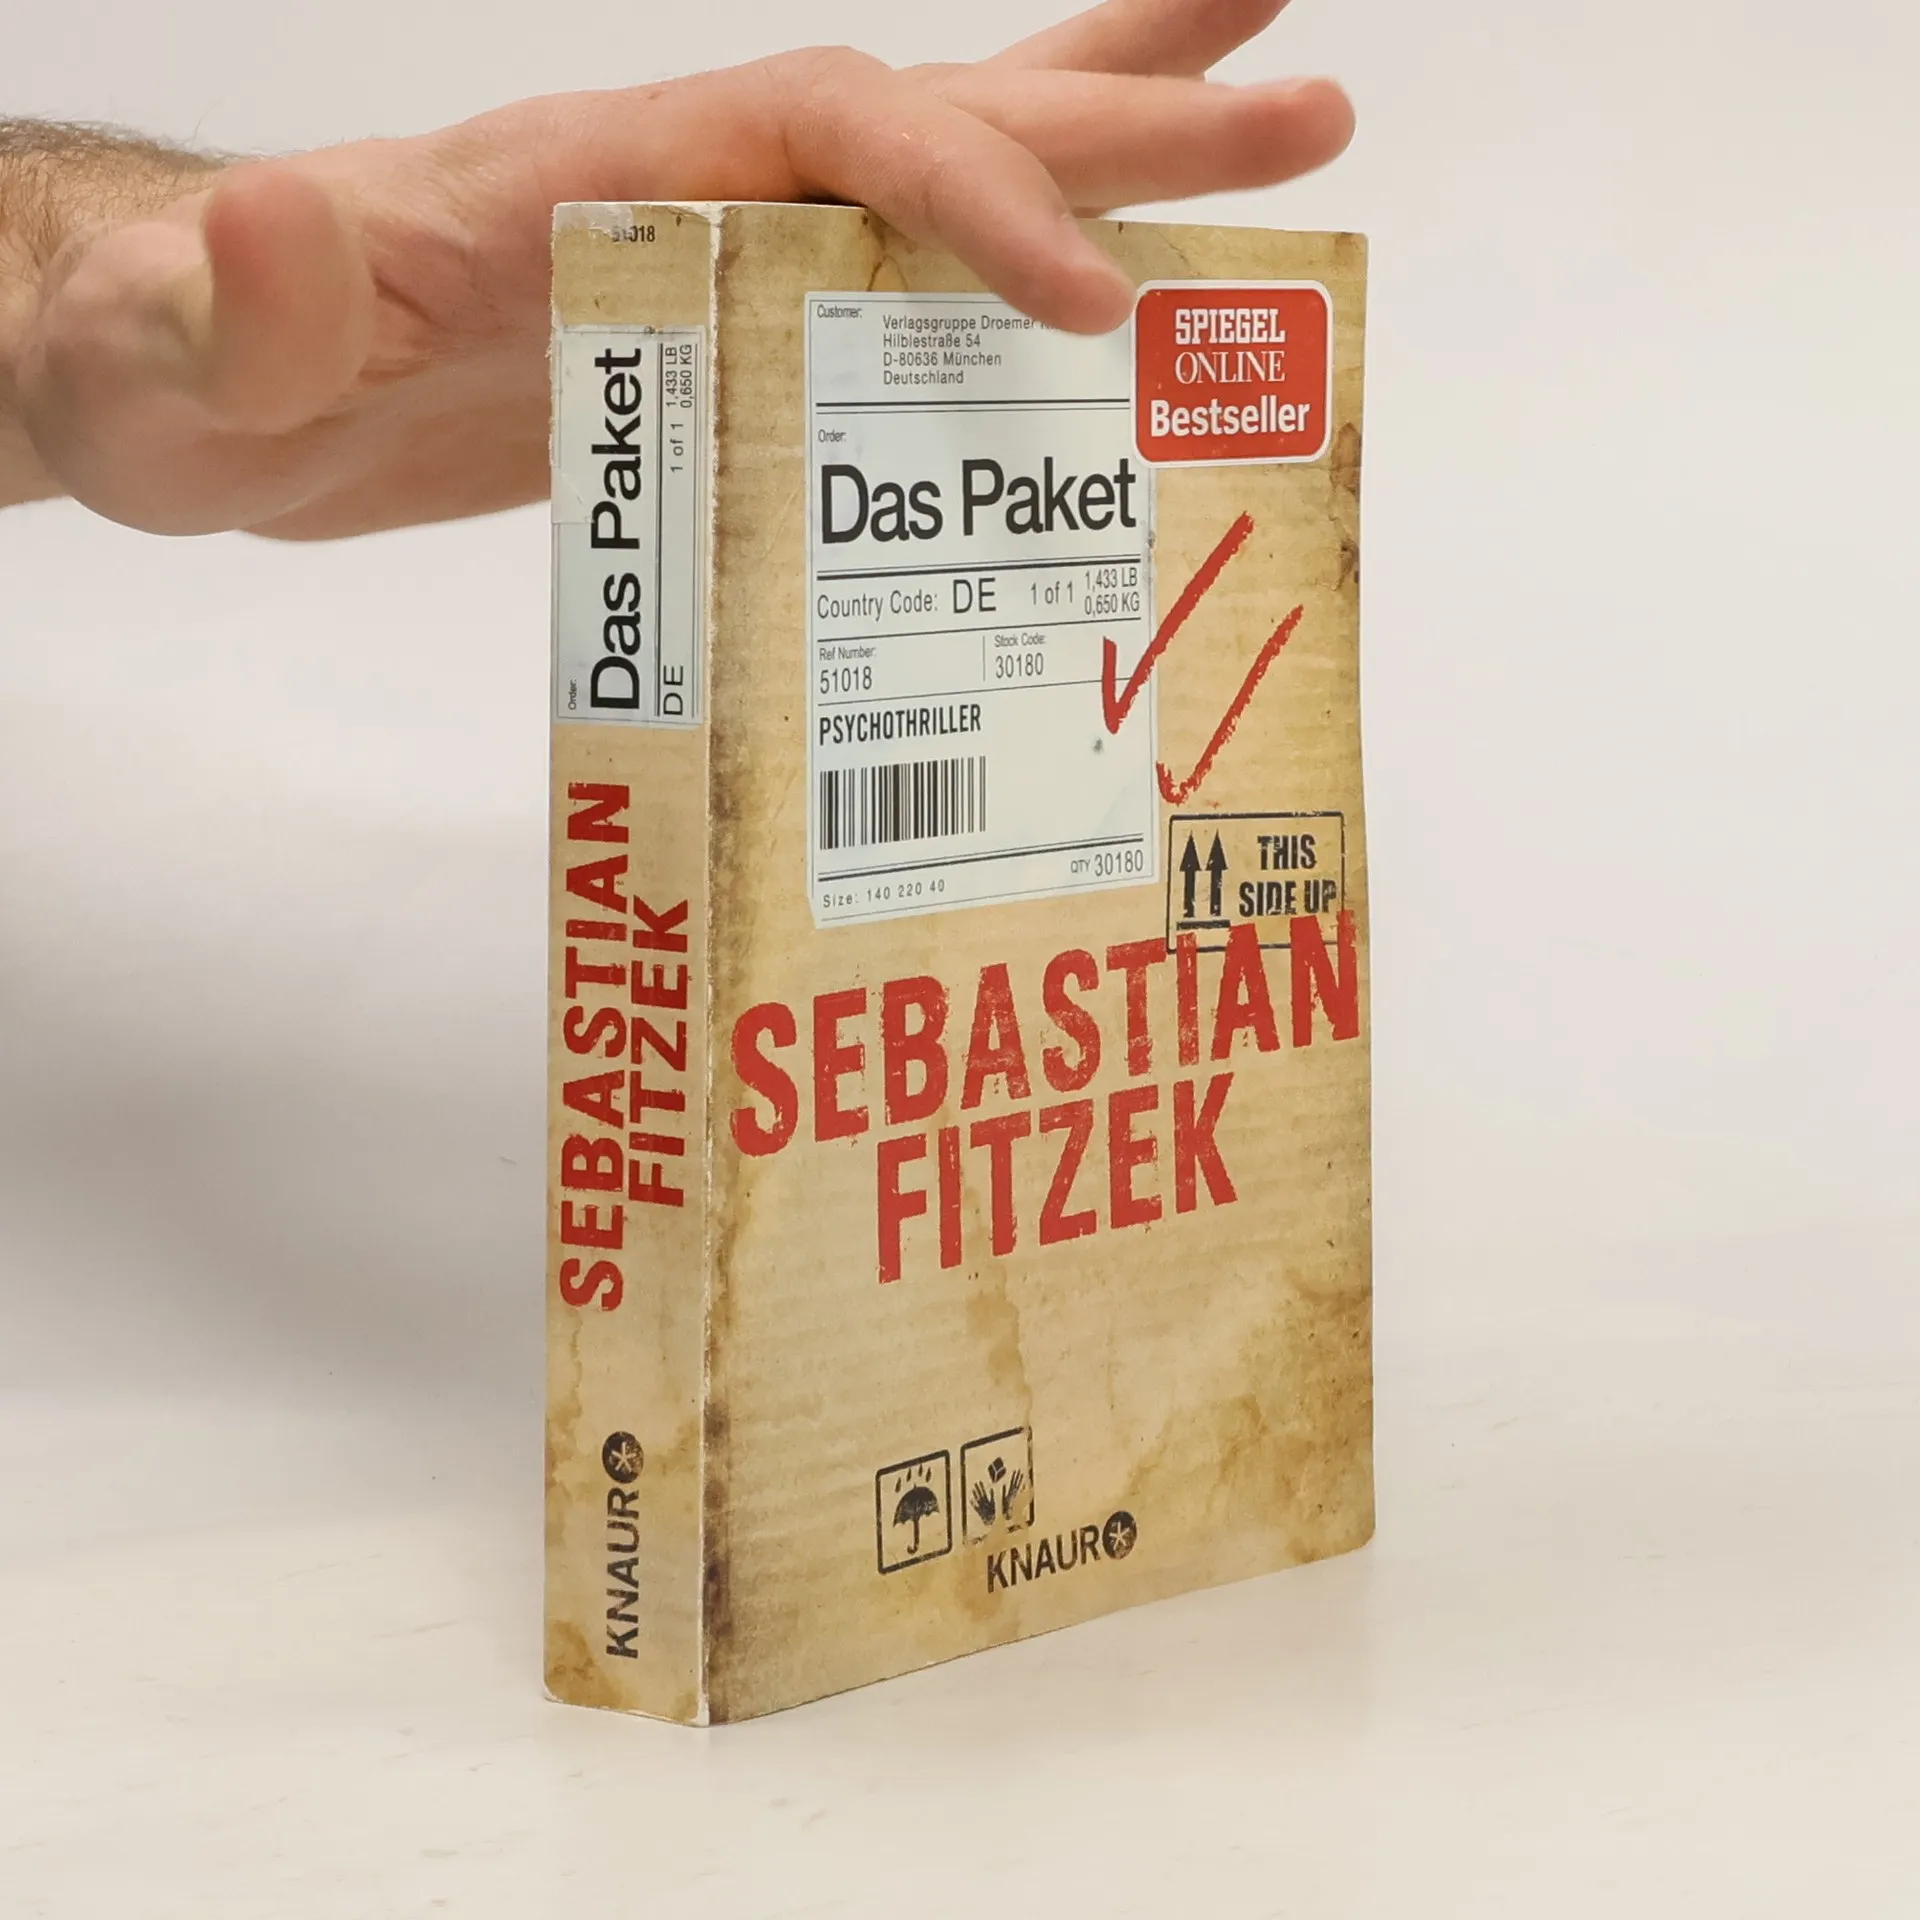 51018
Order:
Das Paket
DE 1 of 1 1,433 LB
0,650 KG
SEBASTIAN
FITZEK
KNAUR
Customer:
Verlagsgruppe Droemer
Hilblestraße 54
D-80636 München
Deutschland
SPIEGEL
ONLINE
Bestseller
Order:
Das Paket
Country Code: DE 1 of 1 1,433 LB
0,650 KG
Ref Number: Stock Code:
51018 30180
PSYCHOTHRILLER
QTY 30180
Size: 140 220 40
THIS
SIDE UP
SEBASTIAN
FITZEK
KNAUR